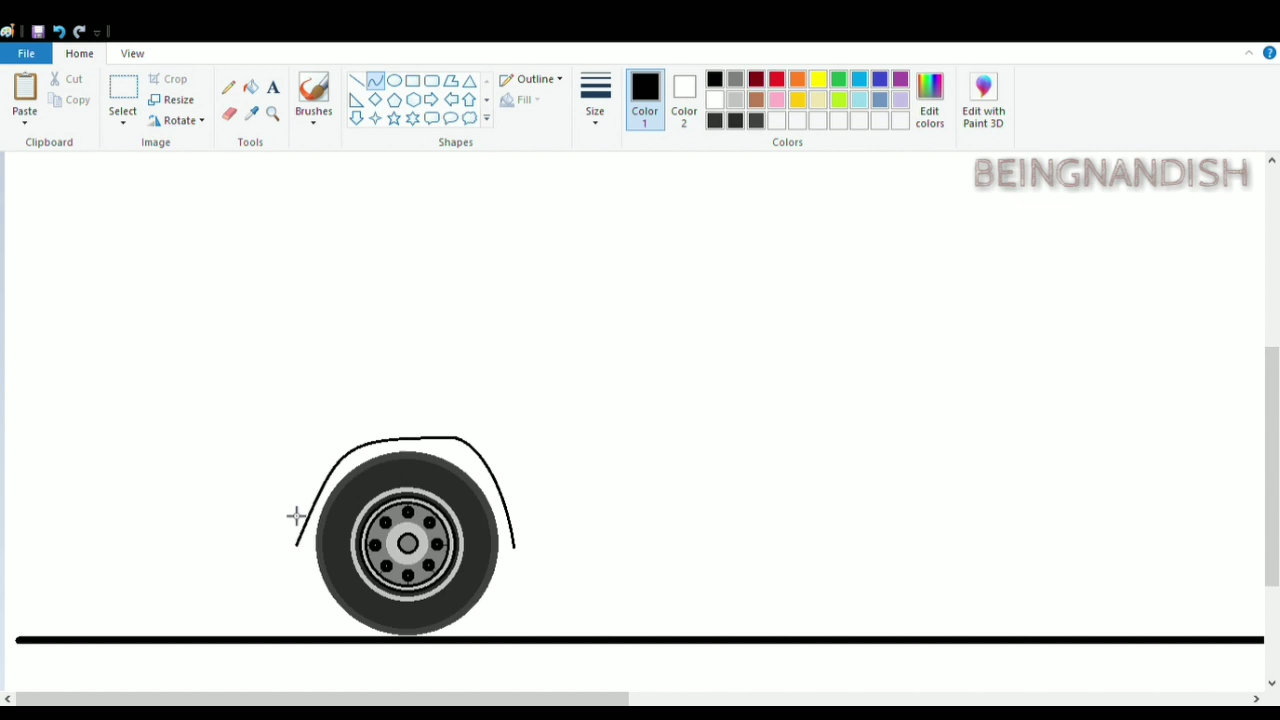 File Home View
Paste
Cut
Copy
Clipboard
Select
Crop
Resize
Rotate
Image
Tools
Brushes
Shapes
Outline
Fill
Size
Color 1
Color 2
Colors
Edit colors
Edit with Paint 3D
BEINGNANDISH